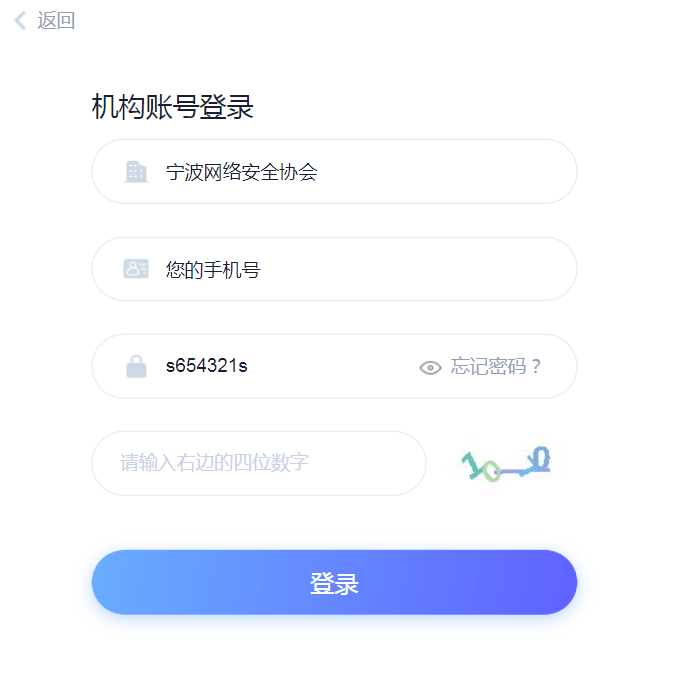 返回
机构账号登录
宁波网络安全协会
您的手机号
s654321s
忘记密码？
请输入右边的四位数字
登录